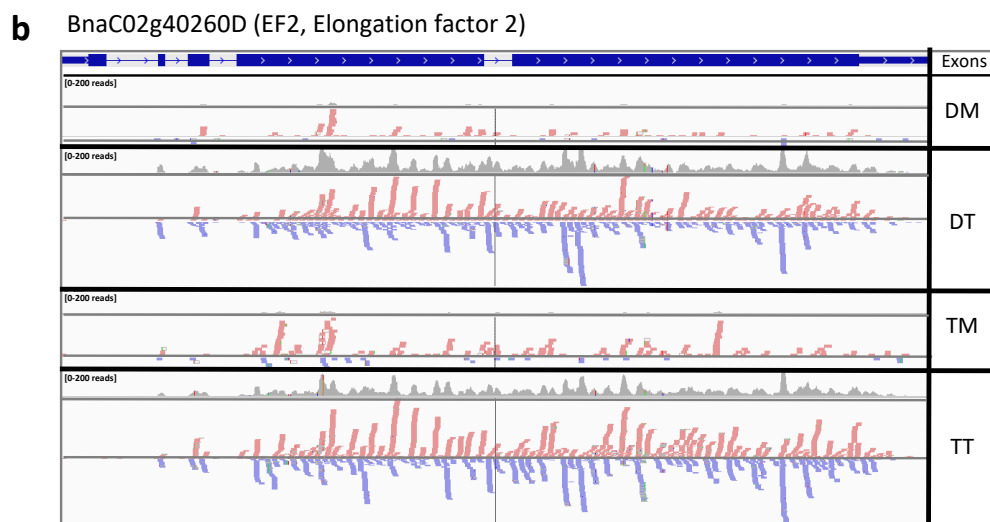 b BnaC02g40260D (EF2, Elongation factor 2)
Exons
[0-200 reads]
DM
[0-200 reads]
DT
[0-200 reads]
TM
[0-200 reads]
TT